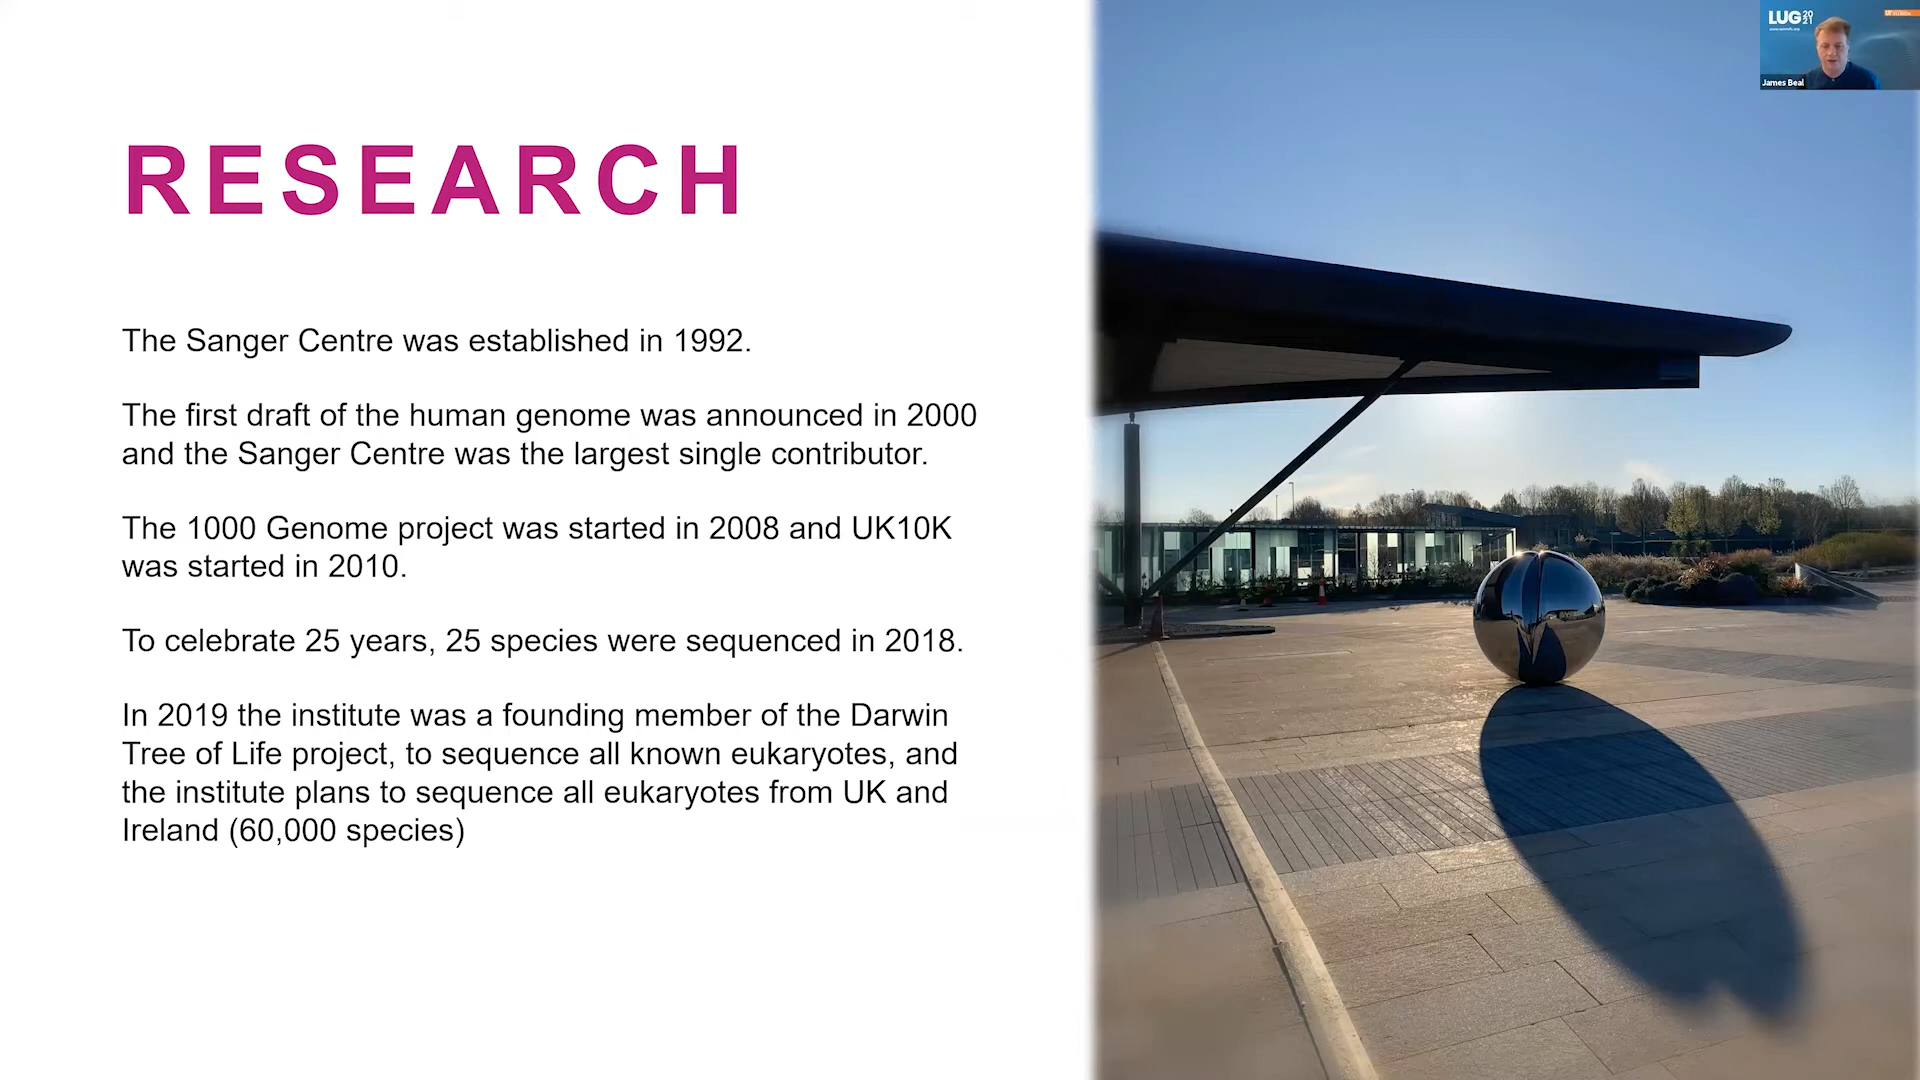 RESEARCH
The Sanger Centre was established in 1992.
The first draft of the human genome was announced in 2000
and the Sanger Centre was the largest single contributor.
The 1000 Genome project was started in 2008 and UK10K
was started in 2010.
To celebrate 25 years, 25 species were sequenced in 2018.
In 2019 the institute was a founding member of the Darwin
Tree of Life project, to sequence all known eukaryotes, and
the institute plans to sequence all eukaryotes from UK and
Ireland (60,000 species)
LUG 2021
James Beal